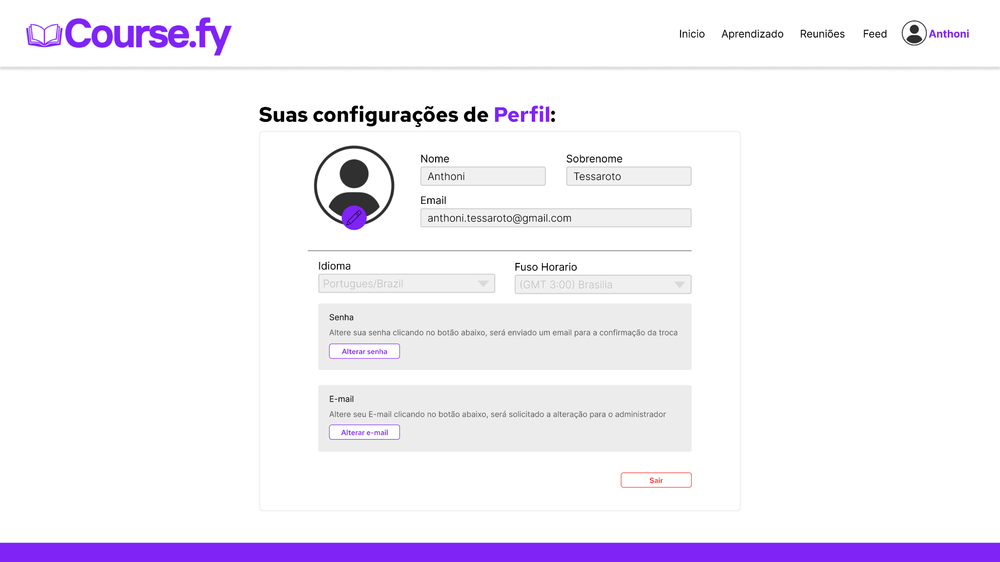 Course.fy
Inicio Aprendizado Reuniões Feed Anthoni
Suas configurações de Perfil:
Nome Sobrenome
Anthoni Tessaroto
Email
anthoni.tessaroto@gmail.com
Idioma Fuso Horario
Portugues/Brazil (GMT 3:00) Brasilia
Senha
Altere sua senha clicando no botão abaixo, será enviado um email para a confirmação da troca
Alterar senha
E-mail
Altere seu E-mail clicando no botão abaixo, será solicitado a alteração para o administrador
Alterar e-mail
Sair